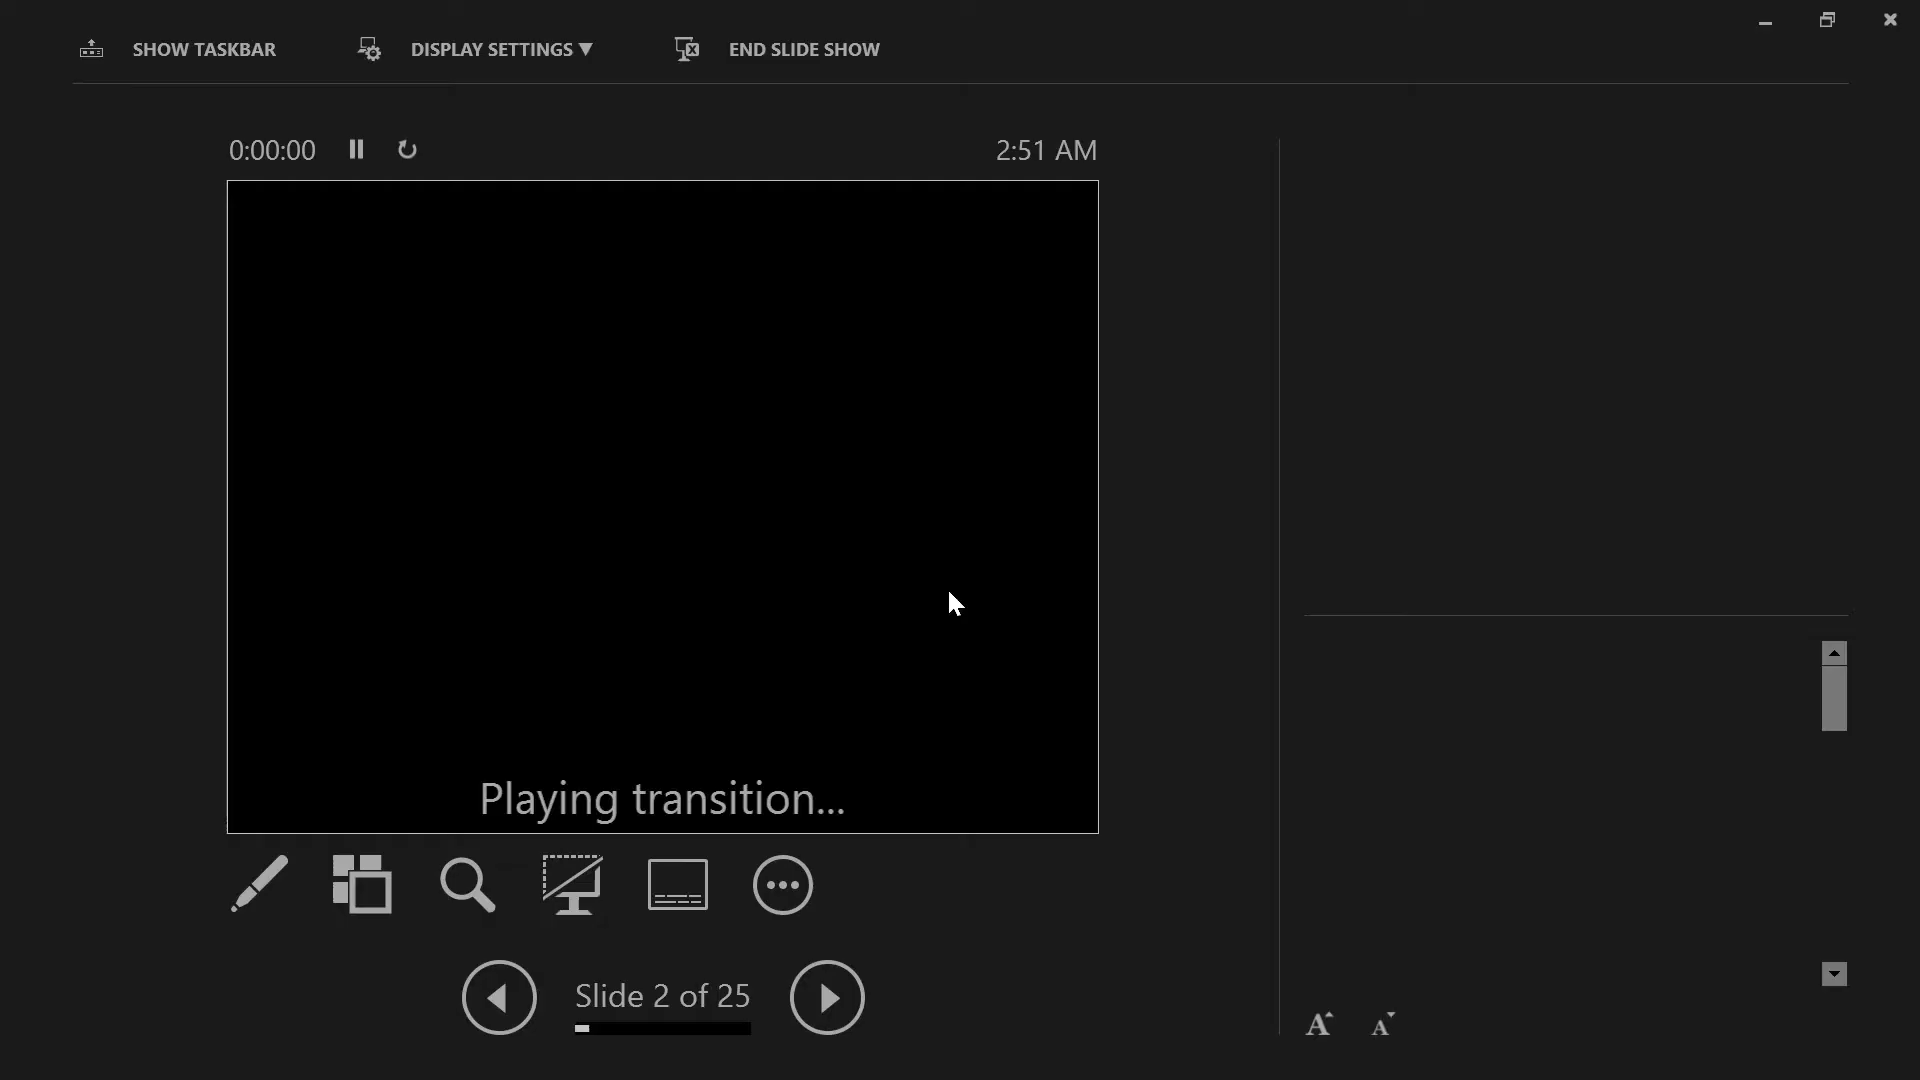 SHOW TASKBAR
DISPLAY SETTINGS ▼
END SLIDE SHOW
0:00:00
2:51 AM
Playing transition...
Slide 2 of 25
A A